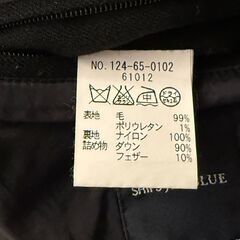 NO.124-65-0102
61012
表地 毛 99%
ポリウレタン 1%
裏地 ナイロン 100%
詰め物 ダウン 90%
フェザー 10%